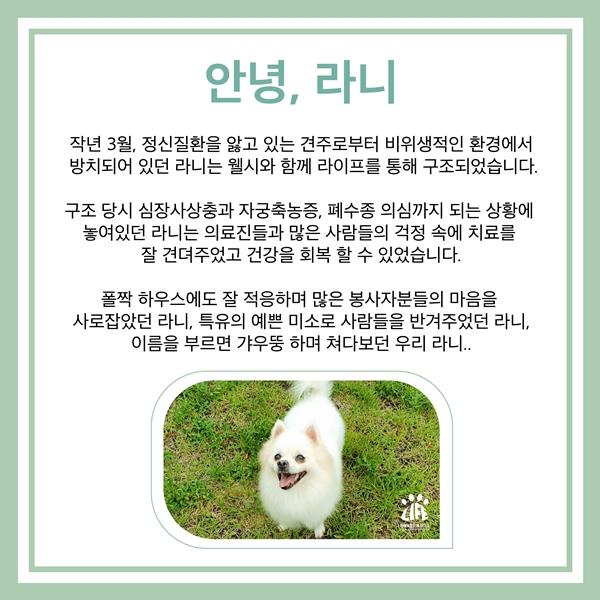 안녕, 라니
작년 3월, 정신질환을 앓고 있는 견주로부터 비위생적인 환경에서
방치되어 있던 라니는 웰시와 함께 라이프를 통해 구조되었습니다.
구조 당시 심장사상충과 자궁축농증, 폐수종 의심까지 되는 상황에
놓여있던 라니는 의료진들과 많은 사람들의 걱정 속에 치료를
잘 견뎌주었고 건강을 회복 할 수 있었습니다.
폴짝 하우스에도 잘 적응하며 많은 봉사자분들의 마음을
사로잡았던 라니, 특유의 예쁜 미소로 사람들을 반겨주었던 라니,
이름을 부르면 갸우뚱 하며 쳐다보던 우리 라니..
LIFE